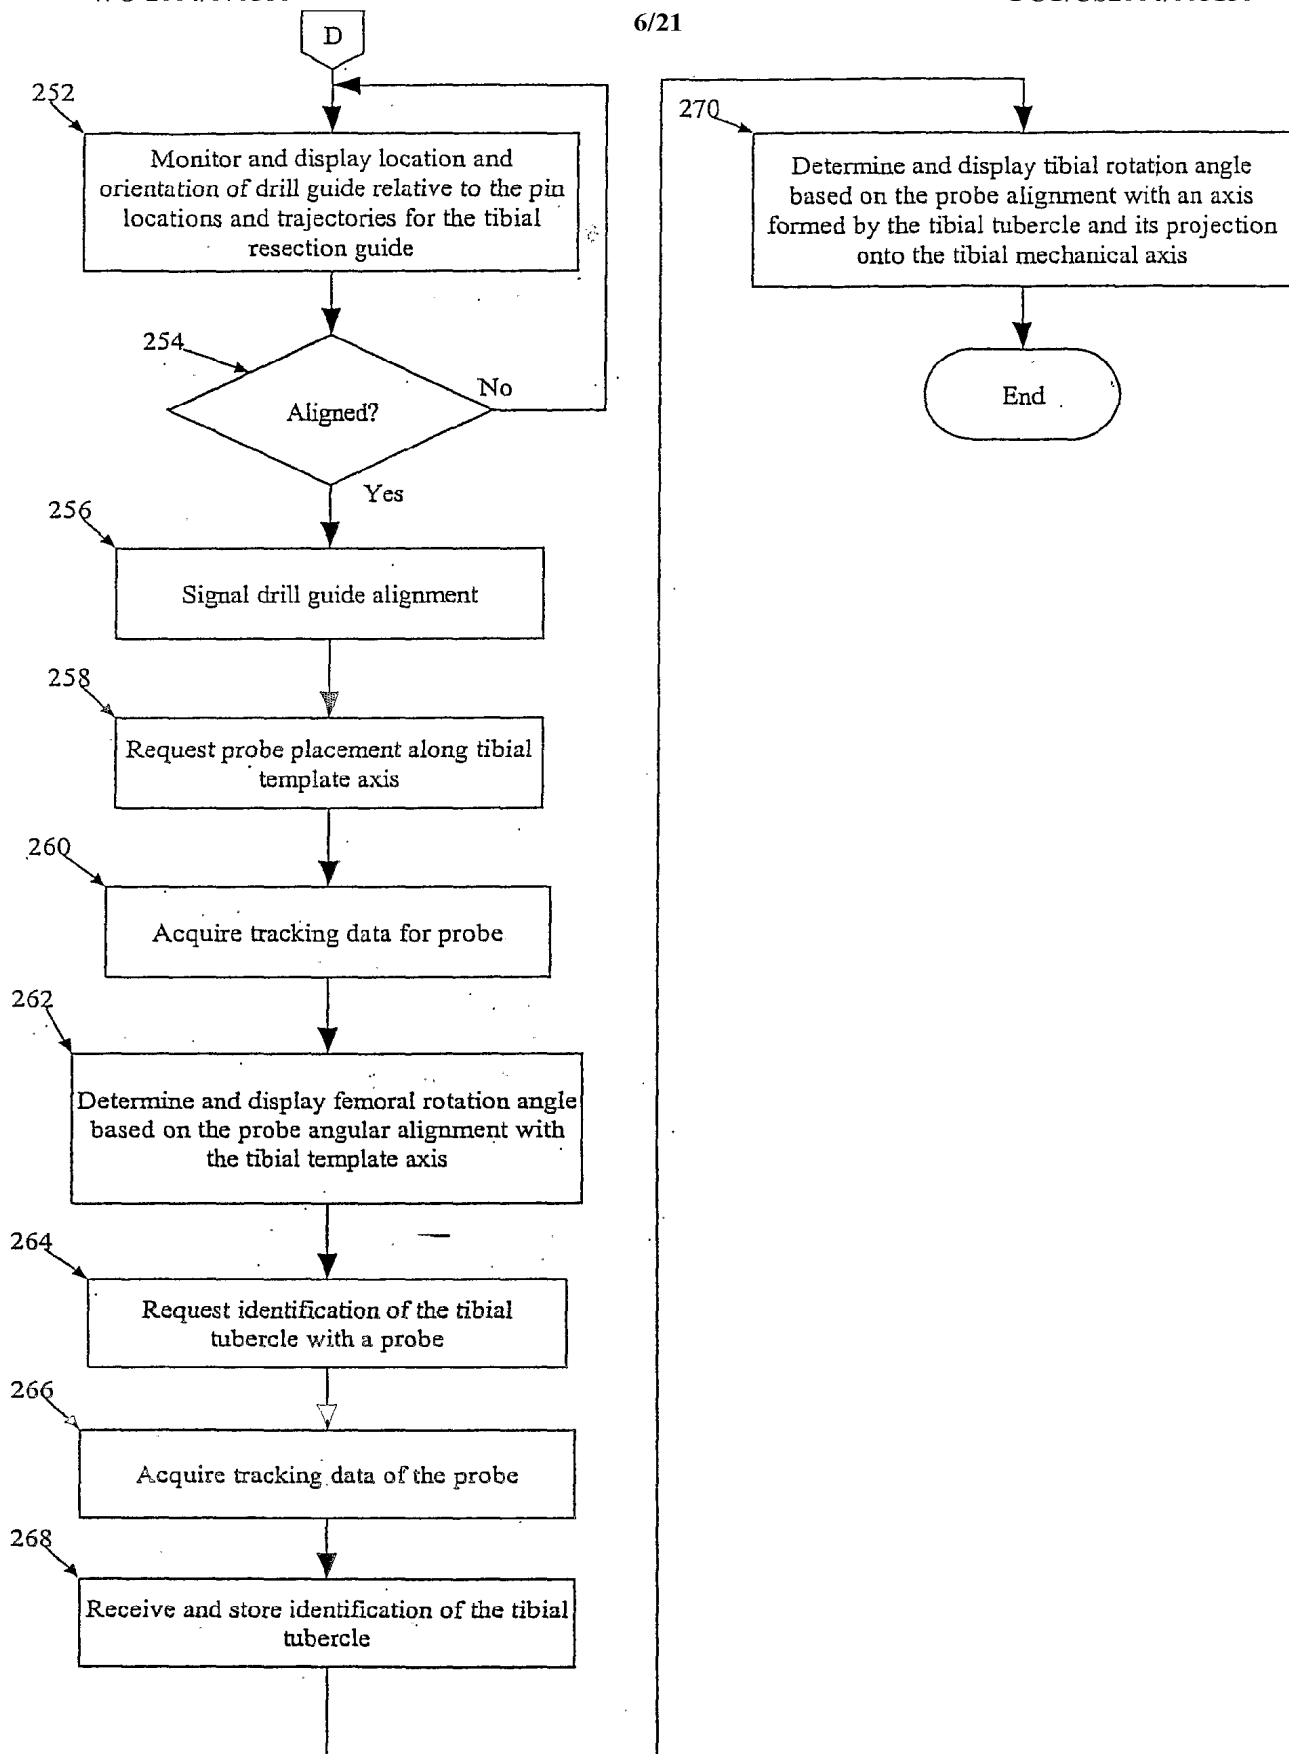 6/21
D
252
Monitor and display location and
orientation of drill guide relative to the pin
locations and trajectories for the tibial
resection guide
254
Aligned?
No
Yes
256
Signal drill guide alignment
258
Request probe placement along tibial
template axis
260
Acquire tracking data for probe
262
Determine and display femoral rotation angle
based on the probe angular alignment with
the tibial template axis
264
Request identification of the tibial
tubercle with a probe
266
Acquire tracking data of the probe
268
Receive and store identification of the tibial
tubercle
270
Determine and display tibial rotation angle
based on the probe alignment with an axis
formed by the tibial tubercle and its projection
onto the tibial mechanical axis
End